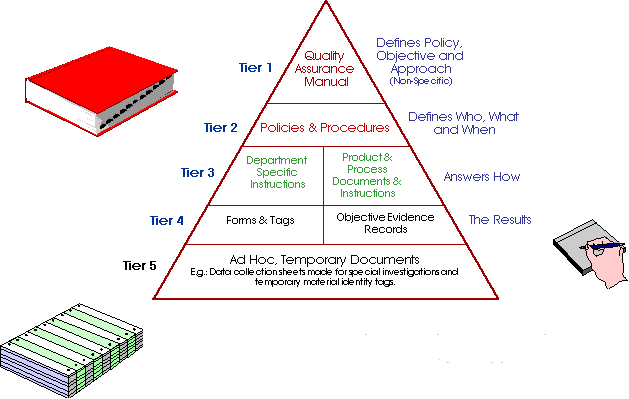 Tier 1
Quality
Assurance
Manual
Defines Policy,
Objective and
Approach
(Non-Specific)
Tier 2
Policies & Procedures
Defines Who, What
and When
Tier 3
Department
Specific
Instructions
Product &
Process
Documents &
Instructions
Answers How
Tier 4
Forms & Tags
Objective Evidence
Records
The Results
Tier 5
Ad Hoc, Temporary Documents
E.g.: Data collection sheets made for special investigations and
temporary material identity tags.